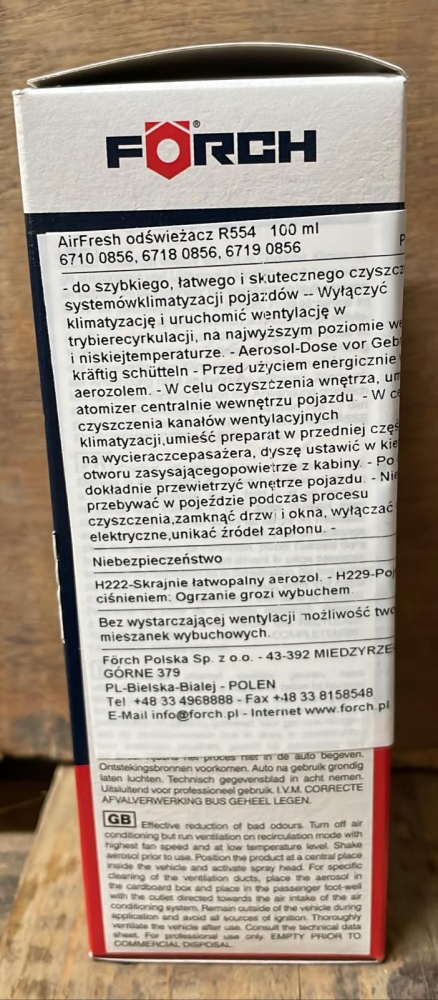 FÖRCH®
AirFresh odświeżacz R554 100 ml
6710 0856, 6718 0856, 6719 0856 P
- do szybkiego, łatwego i skutecznego czyszcz
systemówklimatyzacji pojazdów -- Wyłączyć
klimatyzację i uruchomić wentylację w
trybierecyrkulacji, na najwyższym poziomie we
i niskiejtemperaturze. - Aerosol-Dose vor Geb
kräftig schütteln - Przed użyciem energicznie
aerozolem. - W celu oczyszczenia wnętrza, um
atomizer centralnie wewnętrzu pojazdu. - W ce
czyszczenia kanałów wentylacyjnych
klimatyzacji,umieść preparat w przedniej częś
na wycieraczcepasażera, dyszę ustawić w kie
otworu zasysającegopowietrze z kabiny. - Po
dokładnie przewietrzyć wnętrze pojazdu. - Nie
przebywać w pojeździe podczas procesu
czyszczenia,zamknąć drzwi i okna, wyłączać
elektryczne,unikać źródeł zapłonu. -
Niebezpieczeństwo
H222-Skrajnie łatwopalny aerozol. - H229-Poj
ciśnieniem: Ogrzanie grozi wybuchem.
Bez wystarczającej wentylacji możliwość two
mieszanek wybuchowych.
Förch Polska Sp. z o.o. - 43-392 MIEDZYRZE
GÓRNE 379
PL-Bielska-Bialej - POLEN
Tel. +48 33 4968888 - Fax +48 33 8158548
E-Mail info@forch.pl - Internet www.forch.pl
het proces niet in de auto begeven.
Ontstekingsbronnen voorkomen. Auto na gebruik grondig
laten luchten. Technisch gegevensblad in acht nemen.
Uitsluitend voor professioneel gebruik. I.V.M. CORRECTE
AFVALVERWERKING BUS GEHEEL LEGEN.
GB Effective reduction of bad odours. Turn off air
conditioning but run ventilation on recirculation mode with
highest fan speed and at low temperature level. Shake
aerosol prior to use. Position the product at a central place
inside the vehicle and activate spray head. For specific
cleaning of the ventilation ducts, place the aerosol in
the cardboard box and place in the passenger foot-well
with the outlet directed towards the air intake of the air
conditioning system. Remain outside of the vehicle during
application and avoid all sources of ignition. Thoroughly
ventilate the vehicle after use. Consult the technical data
sheet. For professional use only. EMPTY PRIOR TO
COMMERCIAL DISPOSAL.